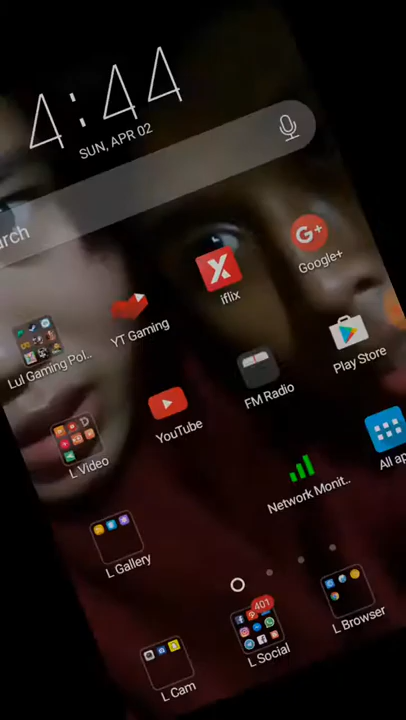 4:44
SUN, APR 02
arch
G+
Google+
iflix
YT Gaming
Lul Gaming Pol..
Play Store
FM Radio
YouTube
L Video
All ap
Network Monit..
L Gallery
401
L Browser
L Social
L Cam